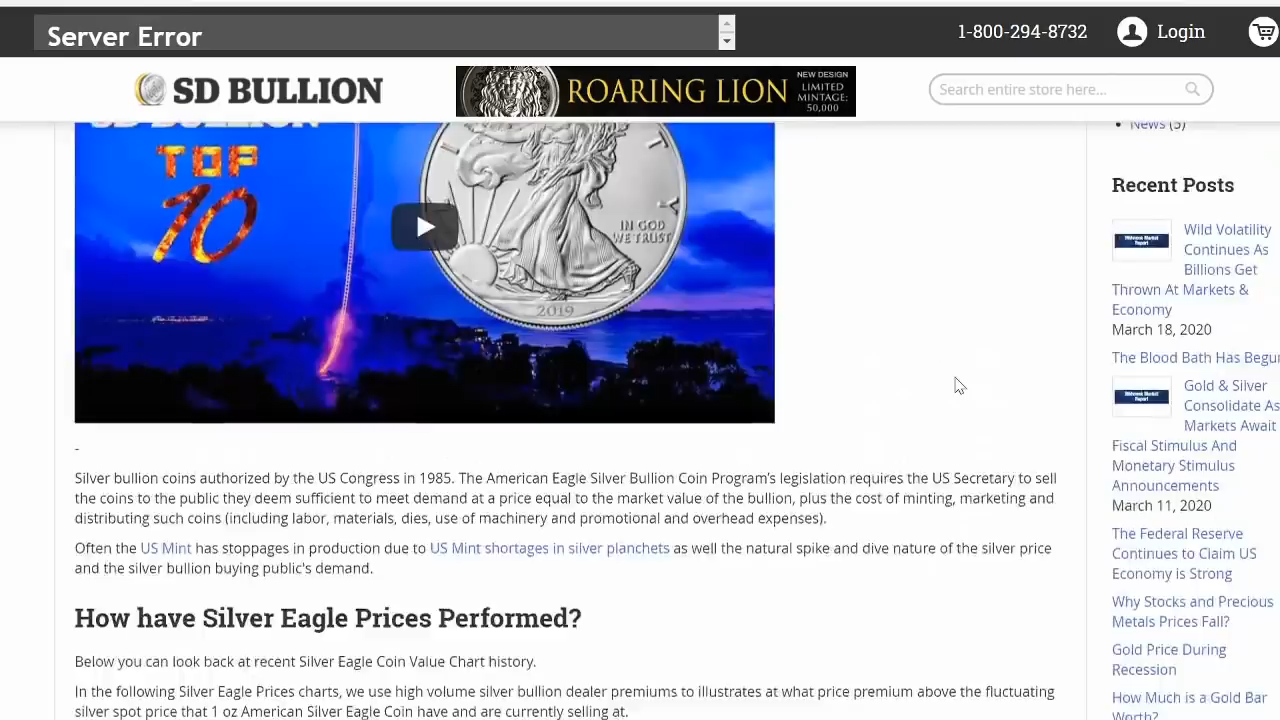 Server Error
1-800-294-8732
Login
SD BULLION
ROARING LION
NEW DESIGN
LIMITED
MINTAGE:
50,000
Search entire store here...
SD BULLION
TOP
10
IN GOD
WE TRUST
2019
-
Silver bullion coins authorized by the US Congress in 1985. The American Eagle Silver Bullion Coin Program's legislation requires the US Secretary to sell
the coins to the public they deem sufficient to meet demand at a price equal to the market value of the bullion, plus the cost of minting, marketing and
distributing such coins (including labor, materials, dies, use of machinery and promotional and overhead expenses).
Often the US Mint has stoppages in production due to US Mint shortages in silver planchets as well the natural spike and dive nature of the silver price
and the silver bullion buying public's demand.
How have Silver Eagle Prices Performed?
Below you can look back at recent Silver Eagle Coin Value Chart history.
In the following Silver Eagle Prices charts, we use high volume silver bullion dealer premiums to illustrates at what price premium above the fluctuating
silver spot price that 1 oz American Silver Eagle Coin have and are currently selling at.
• News (5)
Recent Posts
Wild Volatility
Continues As
Billions Get
Thrown At Markets &
Economy
March 18, 2020
The Blood Bath Has Begun
Gold & Silver
Consolidate As
Markets Await
Fiscal Stimulus And
Monetary Stimulus
Announcements
March 11, 2020
The Federal Reserve
Continues to Claim US
Economy is Strong
Why Stocks and Precious
Metals Prices Fall?
Gold Price During
Recession
How Much is a Gold Bar
Worth?